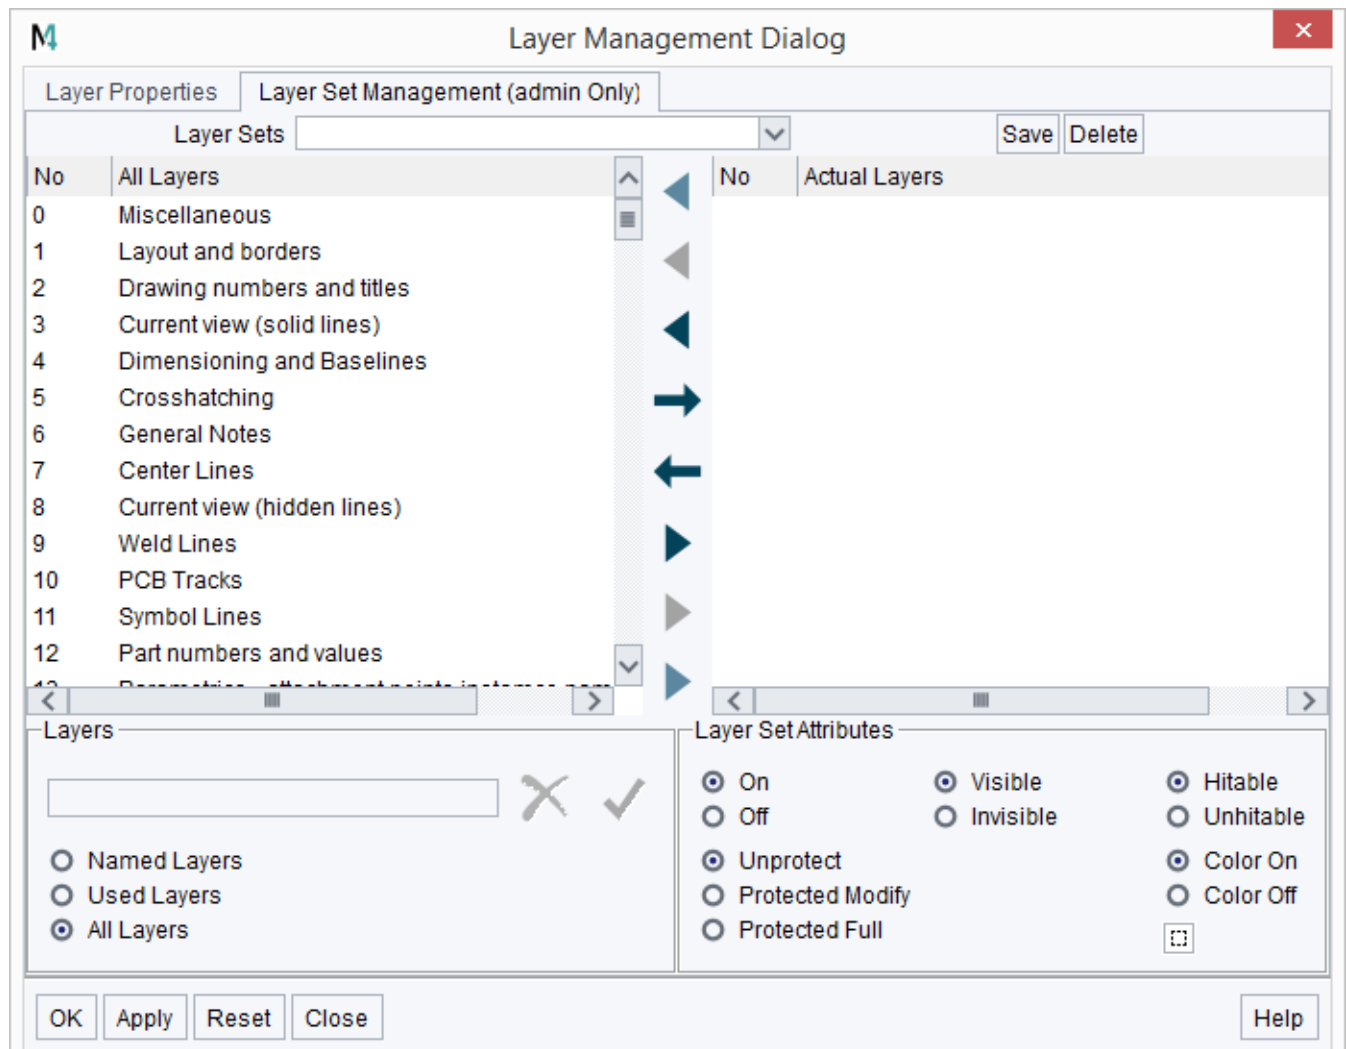 M4 Layer Management Dialog
Layer Properties Layer Set Management (admin Only)
Layer Sets Save Delete
No All Layers No Actual Layers
0 Miscellaneous
1 Layout and borders
2 Drawing numbers and titles
3 Current view (solid lines)
4 Dimensioning and Baselines
5 Crosshatching
6 General Notes
7 Center Lines
8 Current view (hidden lines)
9 Weld Lines
10 PCB Tracks
11 Symbol Lines
12 Part numbers and values
Layers Layer Set Attributes
On Visible Hitable
Off Invisible Unhitable
Named Layers Unprotect Color On
Used Layers Protected Modify Color Off
All Layers Protected Full
OK Apply Reset Close Help